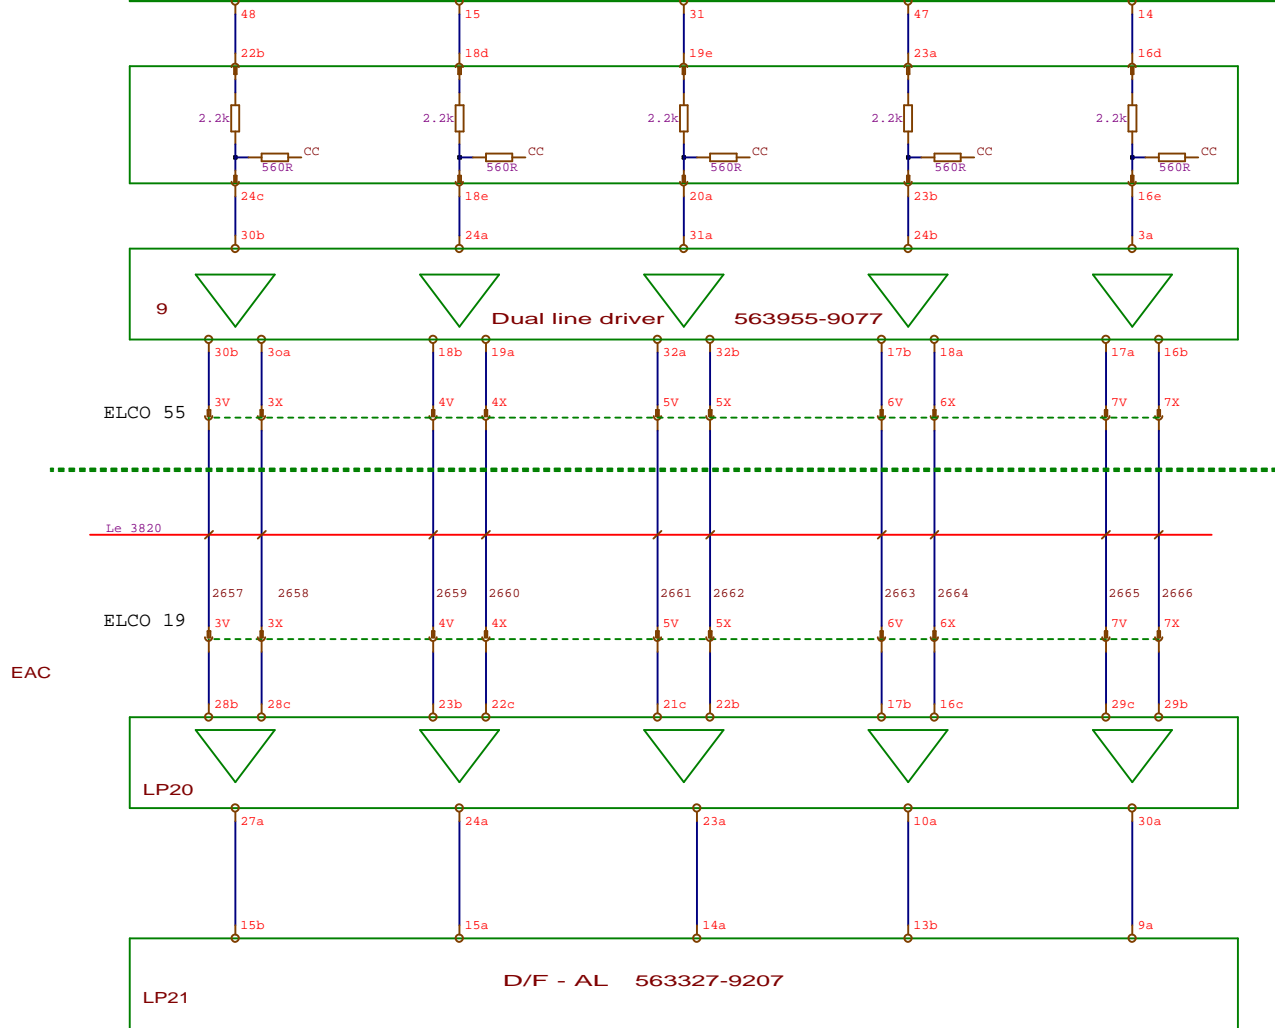 48 15 31 47 14
22b 18d 19e 23a 16d
2.2k 2.2k 2.2k 2.2k 2.2k
CC CC CC CC CC
560R 560R 560R 560R 560R
24c 18e 20a 23b 16e
30b 24a 31a 24b 3a
9
Dual line driver 563955-9077
30b 3oa 18b 19a 32a 32b 17b 18a 17a 16b
3V 3X 4V 4X 5V 5X 6V 6X 7V 7X
ELCO 55
Le 3820
2657 2658 2659 2660 2661 2662 2663 2664 2665 2666
ELCO 19
3V 3X 4V 4X 5V 5X 6V 6X 7V 7X
EAC
28b 28c 23b 22c 21c 22b 17b 16c 29c 29b
LP20
27a 24a 23a 10a 30a
15b 15a 14a 13b 9a
D/F - AL 563327-9207
LP21